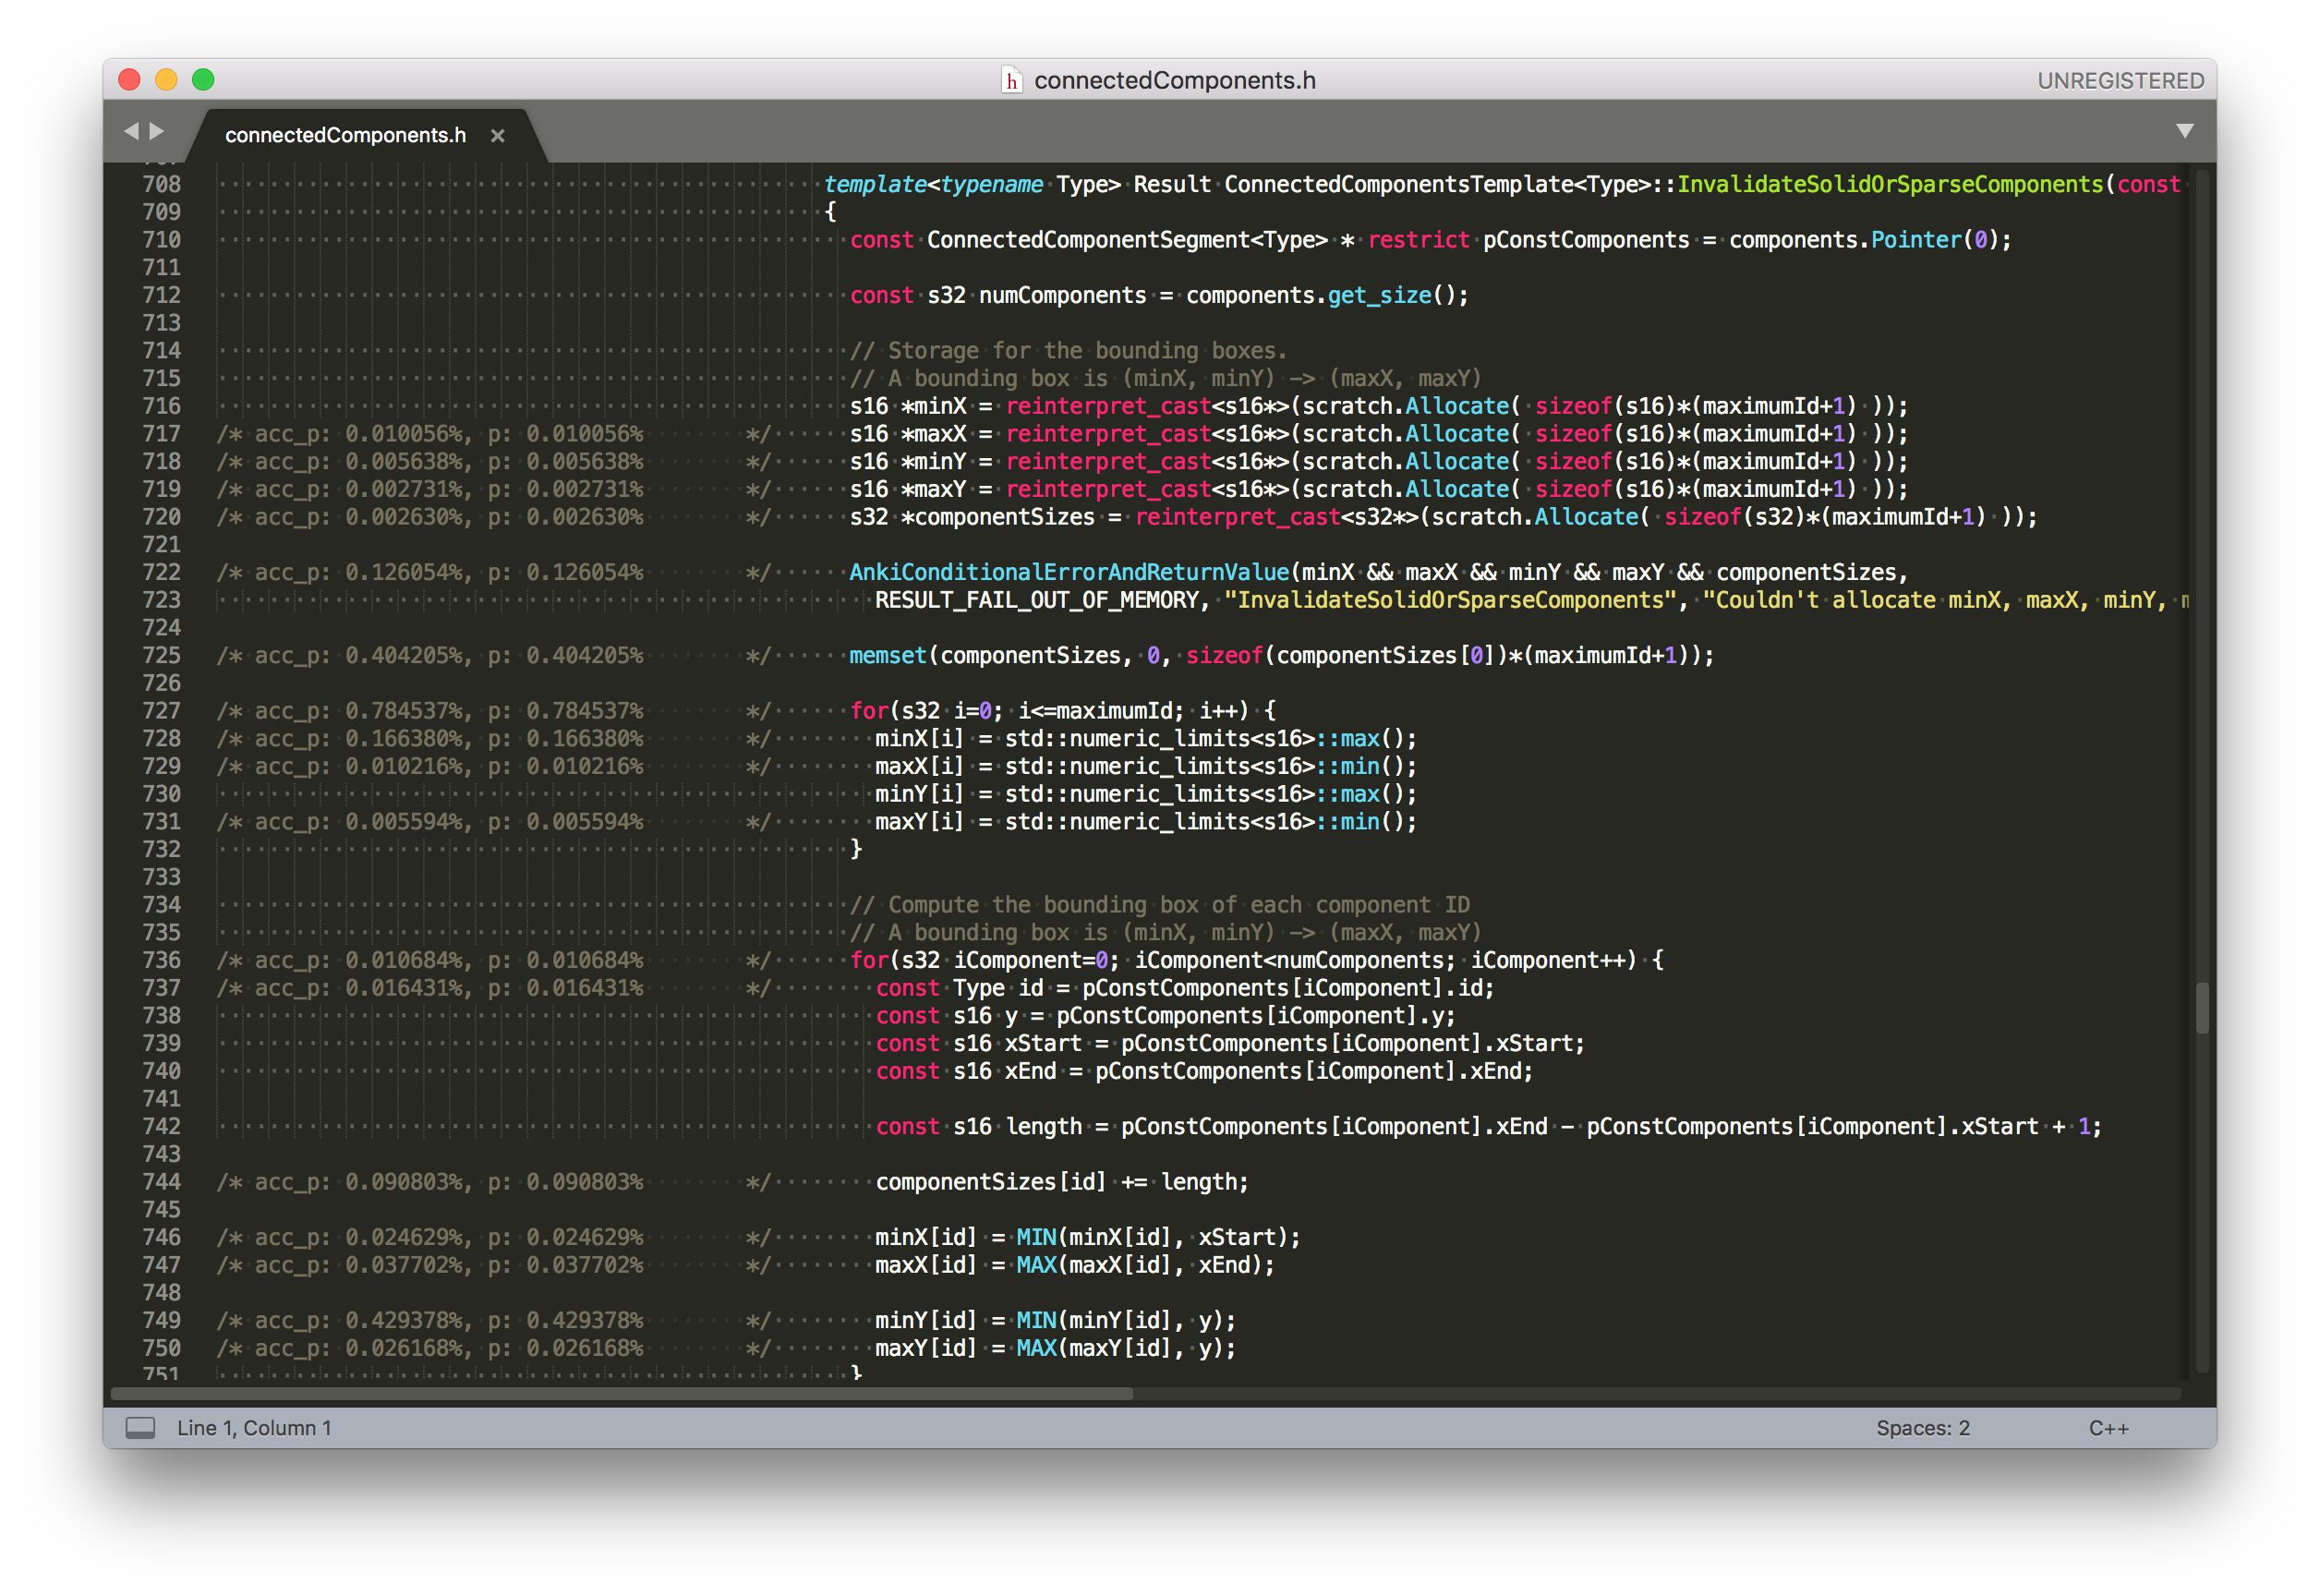 connectedComponents.h
UNREGISTERED
connectedComponents.h
708 template<typename Type> Result ConnectedComponentsTemplate<Type>::InvalidateSolidOrSparseComponents(const
709 {
710 const ConnectedComponentSegment<Type> * restrict pConstComponents = components.Pointer(0);
711
712 const s32 numComponents = components.get_size();
713
714 // Storage for the bounding boxes.
715 // A bounding box is (minX, minY) -> (maxX, maxY)
716 s16 *minX = reinterpret_cast<s16*>(scratch.Allocate( sizeof(s16)*(maximumId+1) ));
717 /* acc_p: 0.010056%, p: 0.010056% */ s16 *maxX = reinterpret_cast<s16*>(scratch.Allocate( sizeof(s16)*(maximumId+1) ));
718 /* acc_p: 0.005638%, p: 0.005638% */ s16 *minY = reinterpret_cast<s16*>(scratch.Allocate( sizeof(s16)*(maximumId+1) ));
719 /* acc_p: 0.002731%, p: 0.002731% */ s16 *maxY = reinterpret_cast<s16*>(scratch.Allocate( sizeof(s16)*(maximumId+1) ));
720 /* acc_p: 0.002630%, p: 0.002630% */ s32 *componentSizes = reinterpret_cast<s32*>(scratch.Allocate( sizeof(s32)*(maximumId+1) ));
721
722 /* acc_p: 0.126054%, p: 0.126054% */ AnkiConditionalErrorAndReturnValue(minX && maxX && minY && maxY && componentSizes,
723 RESULT_FAIL_OUT_OF_MEMORY, "InvalidateSolidOrSparseComponents", "Couldn't allocate minX, maxX, minY,
724
725 /* acc_p: 0.404205%, p: 0.404205% */ memset(componentSizes, 0, sizeof(componentSizes[0])*(maximumId+1));
726
727 /* acc_p: 0.784537%, p: 0.784537% */ for(s32 i=0; i<=maximumId; i++) {
728 /* acc_p: 0.166380%, p: 0.166380% */ minX[i] = std::numeric_limits<s16>::max();
729 /* acc_p: 0.010216%, p: 0.010216% */ maxX[i] = std::numeric_limits<s16>::min();
730 minY[i] = std::numeric_limits<s16>::max();
731 /* acc_p: 0.005594%, p: 0.005594% */ maxY[i] = std::numeric_limits<s16>::min();
732 }
733
734 // Compute the bounding box of each component ID
735 // A bounding box is (minX, minY) -> (maxX, maxY)
736 /* acc_p: 0.010684%, p: 0.010684% */ for(s32 iComponent=0; iComponent<numComponents; iComponent++) {
737 /* acc_p: 0.016431%, p: 0.016431% */ const Type id = pConstComponents[iComponent].id;
738 const s16 y = pConstComponents[iComponent].y;
739 const s16 xStart = pConstComponents[iComponent].xStart;
740 const s16 xEnd = pConstComponents[iComponent].xEnd;
741
742 const s16 length = pConstComponents[iComponent].xEnd - pConstComponents[iComponent].xStart + 1;
743
744 /* acc_p: 0.090803%, p: 0.090803% */ componentSizes[id] += length;
745
746 /* acc_p: 0.024629%, p: 0.024629% */ minX[id] = MIN(minX[id], xStart);
747 /* acc_p: 0.037702%, p: 0.037702% */ maxX[id] = MAX(maxX[id], xEnd);
748
749 /* acc_p: 0.429378%, p: 0.429378% */ minY[id] = MIN(minY[id], y);
750 /* acc_p: 0.026168%, p: 0.026168% */ maxY[id] = MAX(maxY[id], y);
751 }
Line 1, Column 1
Spaces: 2
C++